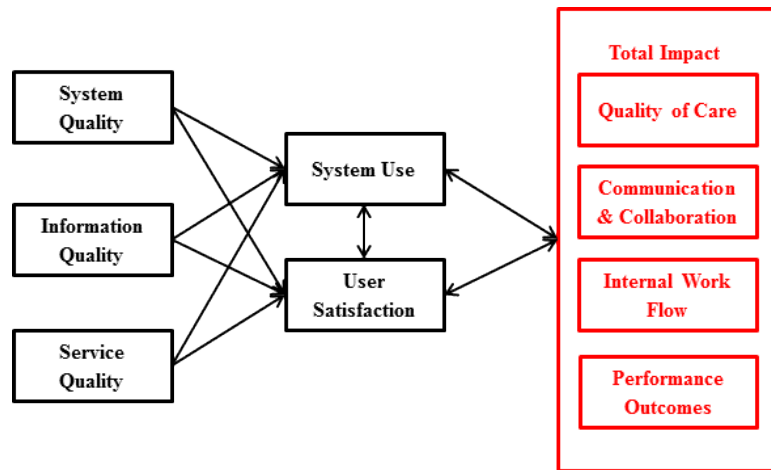 System
Quality
Information
Quality
Service
Quality
System Use
User
Satisfaction
Total Impact
Quality of Care
Communication
& Collaboration
Internal Work
Flow
Performance
Outcomes